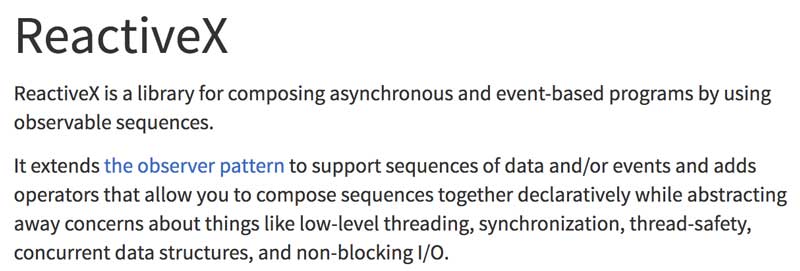 ReactiveX
ReactiveX is a library for composing asynchronous and event-based programs by using
observable sequences.
It extends the observer pattern to support sequences of data and/or events and adds
operators that allow you to compose sequences together declaratively while abstracting
away concerns about things like low-level threading, synchronization, thread-safety,
concurrent data structures, and non-blocking I/O.